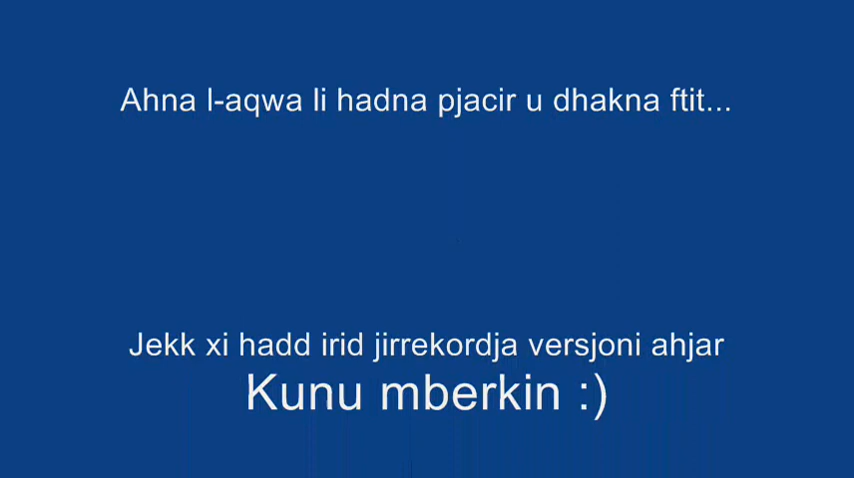 Ahna l-aqwa li hadna pjacir u dhakna ftit...
Jekk xi hadd irid jirrekordja versjoni ahjar
Kunu mberkin :)